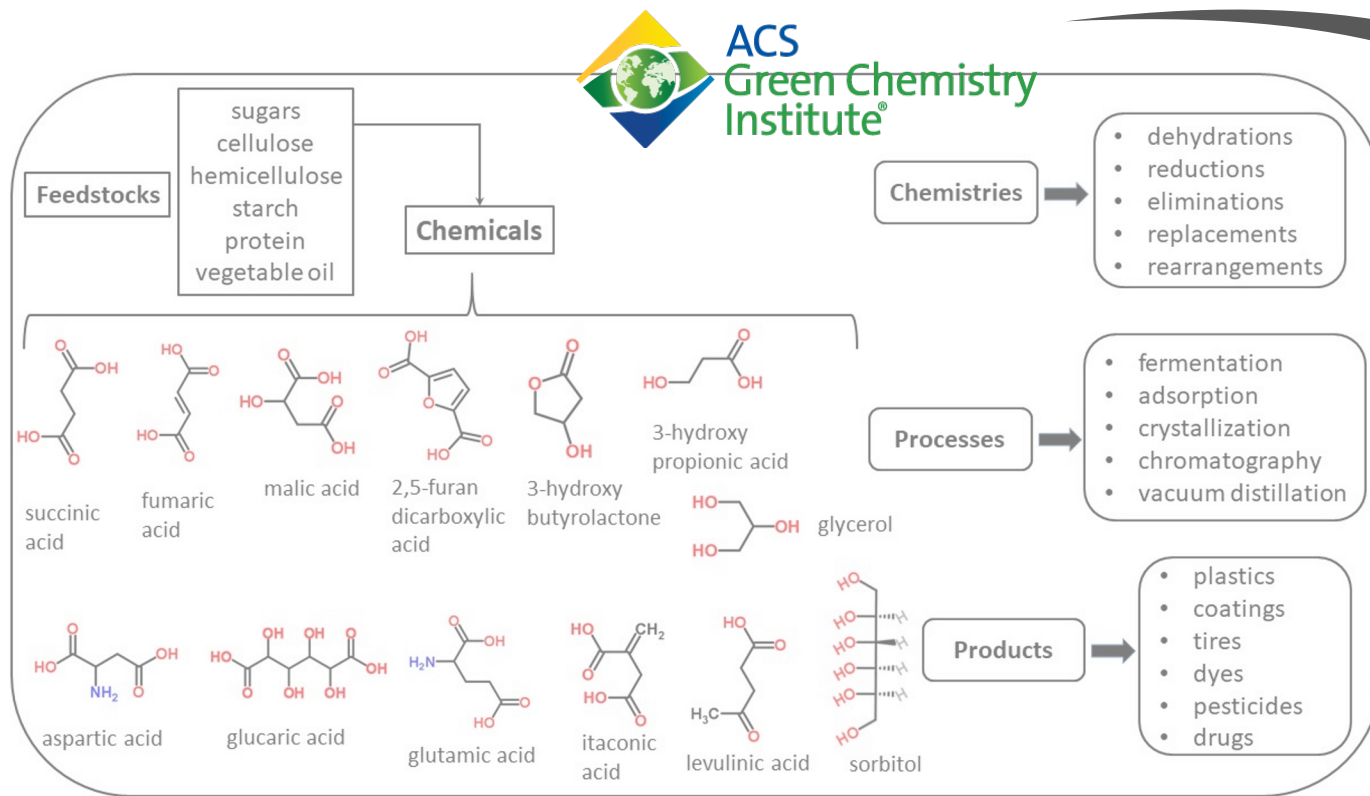 ACS
Green Chemistry
Institute®
Feedstocks
sugars
cellulose
hemicellulose
starch
protein
vegetable oil
Chemicals
Chemistries
• dehydrations
• reductions
• eliminations
• replacements
• rearrangements
O
OH
HO
O
succinic
acid
HO
O
HO
O
fumaric
acid
O
OH
HO
O
OH
malic acid
OH
O
O
O
HO
2,5-furan
dicarboxylic
acid
O
O
OH
3-hydroxy
butyrolactone
O
HO
OH
3-hydroxy
propionic acid
HO
OH
HO
glycerol
Processes
• fermentation
• adsorption
• crystallization
• chromatography
• vacuum distillation
O
OH
HO
NH2
O
aspartic acid
O
OH
OH
O
HO
OH
O
OH
OH
OH
glucaric acid
O
OH
H2N
O
HO
glutamic acid
HO
CH2
O
HO
O
itaconic
acid
HO
O
H3C
O
levulinic acid
HO
HO
H
HO
H
HO
H
HO
H
HO
sorbitol
Products
• plastics
• coatings
• tires
• dyes
• pesticides
• drugs